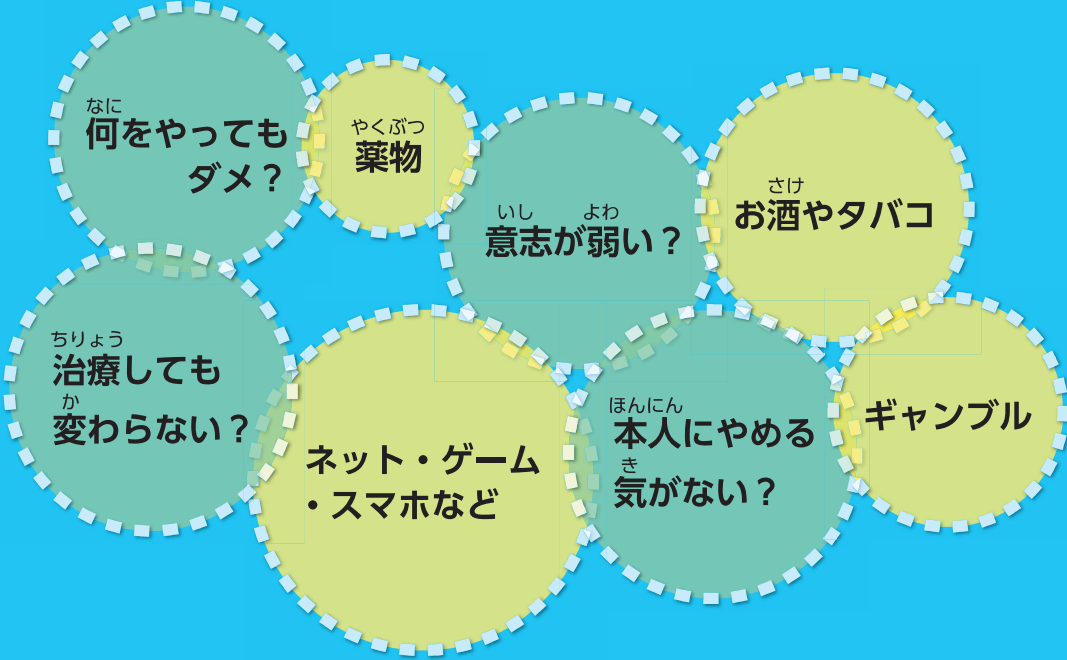 なに
何をやっても
ダメ？
やくぶつ
薬物
いし　よわ
意志が弱い？
さけ
お酒やタバコ
ちりょう
治療しても
か
変わらない？
ネット・ゲーム
・スマホなど
ほんにん
本人にやめる
き
気がない？
ギャンブル